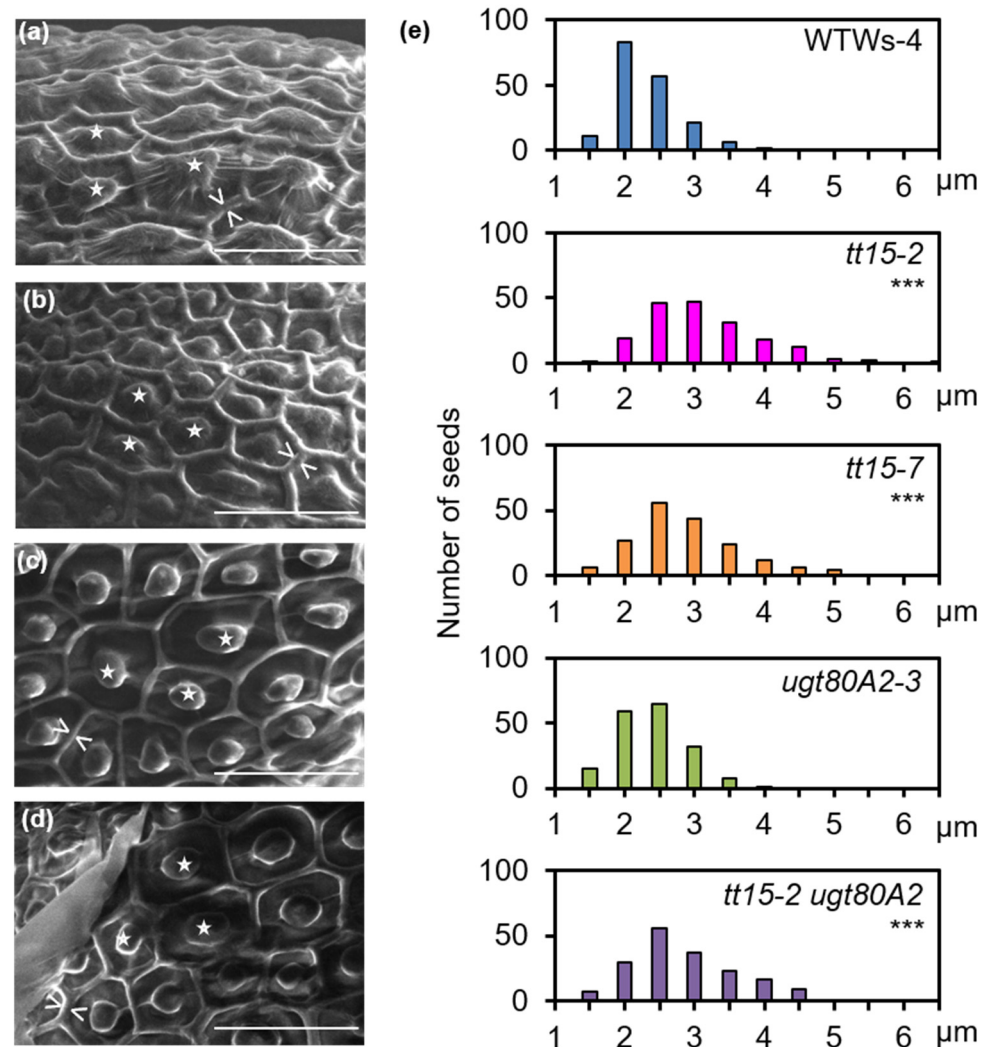 (a)
(b)
(c)
(d)
(e)
Number of seeds
100
50
0
WTWs-4
1 2 3 4 5 6 μm
100
50
0
tt15-2
***
1 2 3 4 5 6 μm
100
50
0
tt15-7
***
1 2 3 4 5 6 μm
100
50
0
ugt80A2-3
1 2 3 4 5 6 μm
100
50
0
tt15-2 ugt80A2
***
1 2 3 4 5 6 μm